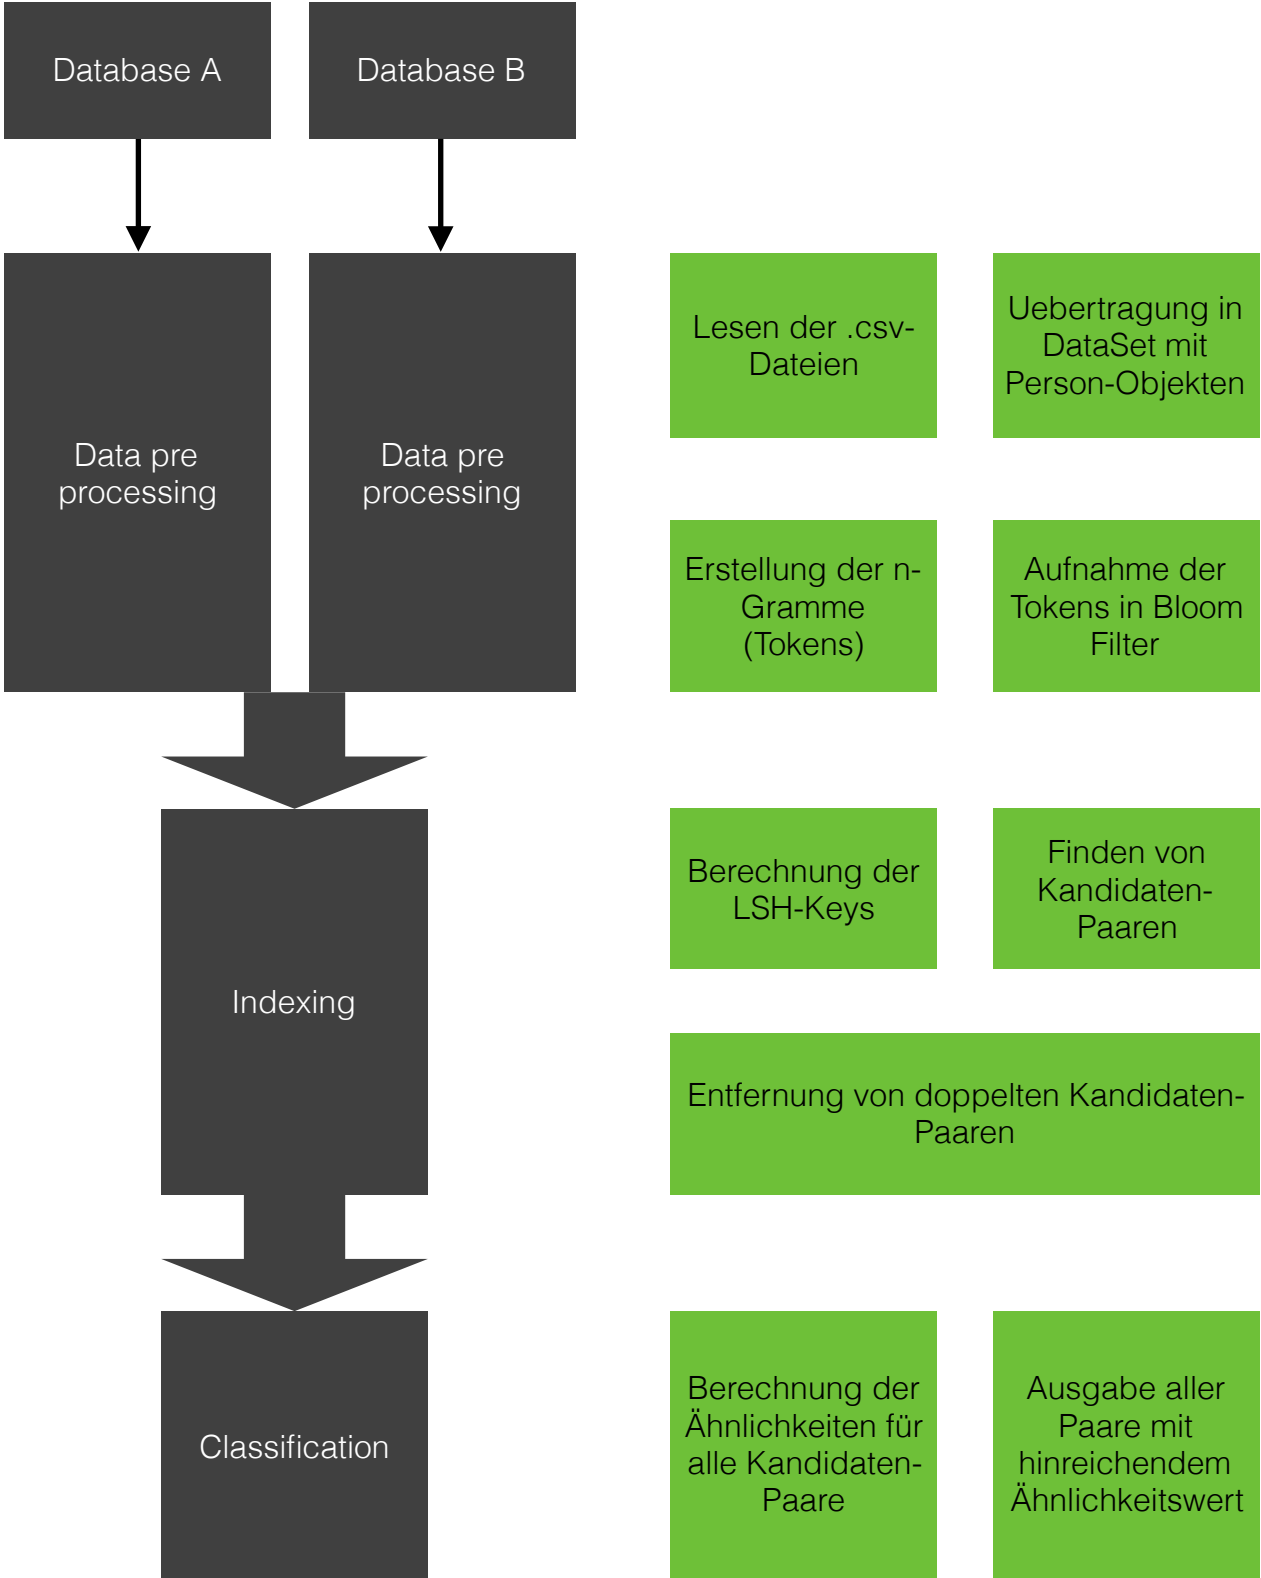 Database A
Database B
Data pre
processing
Data pre
processing
Lesen der .csv-
Dateien
Uebertragung in
DataSet mit
Person-Objekten
Erstellung der n-
Gramme
(Tokens)
Aufnahme der
Tokens in Bloom
Filter
Indexing
Berechnung der
LSH-Keys
Finden von
Kandidaten-
Paaren
Entfernung von doppelten Kandidaten-
Paaren
Classification
Berechnung der
Ähnlichkeiten für
alle Kandidaten-
Paare
Ausgabe aller
Paare mit
hinreichendem
Ähnlichkeitswert